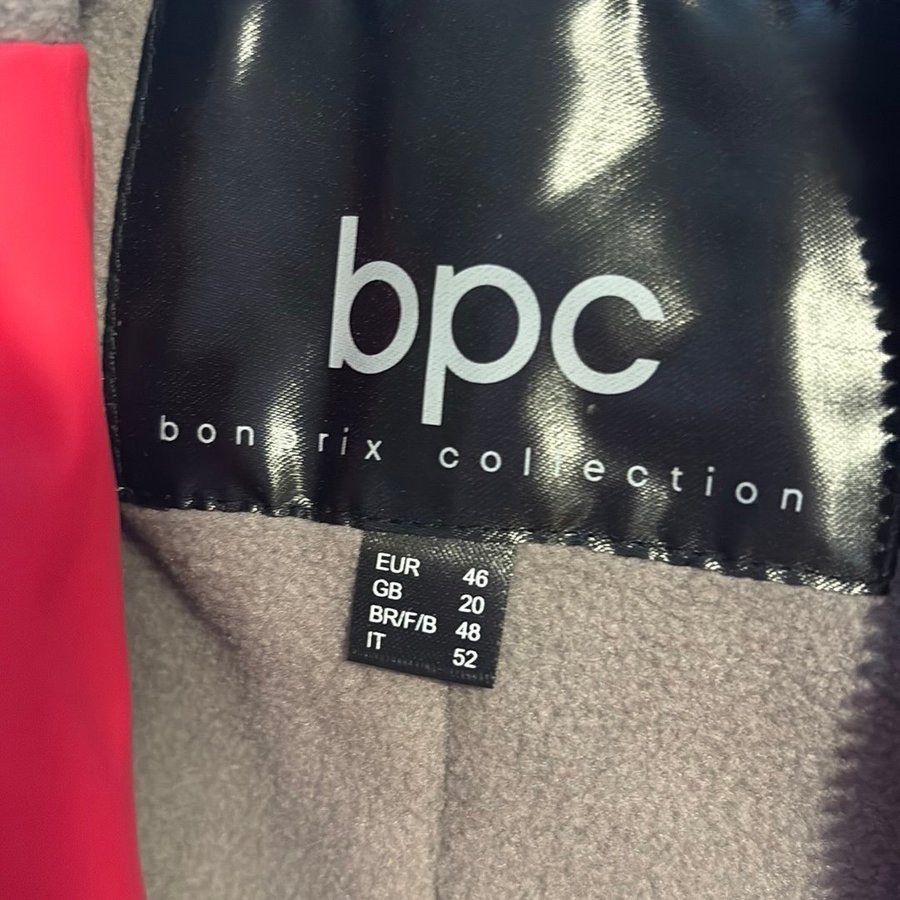 bpc
bonprix collection
EUR 46
GB 20
BR/F/B 48
IT 52